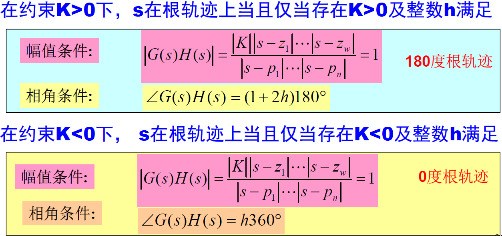 在约束K>0下，s在根轨迹上当且仅当存在K>0及整数h满足
幅值条件: |G(s)H(s)| = |K||s−z₁|⋯|s−z_w| / |s−p₁|⋯|s−pₙ| = 1
180度根轨迹
相角条件: ∠G(s)H(s) = (1+2h)180°
在约束K<0下， s在根轨迹上当且仅当存在K<0及整数h满足
幅值条件: |G(s)H(s)| = |K||s−z₁|⋯|s−z_w| / |s−p₁|⋯|s−pₙ| = 1
0度根轨迹
相角条件: ∠G(s)H(s) = h360°